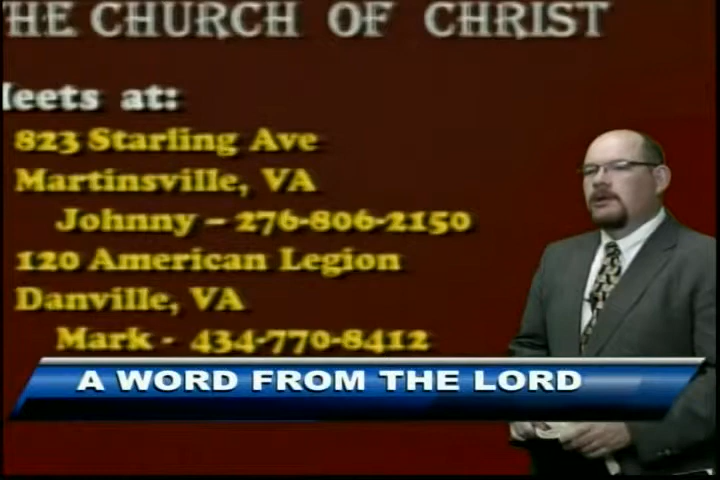 HE CHURCH OF CHRIST
eets at:
823 Starling Ave
Martinsville, VA
Johnny – 276-806-2150
120 American Legion
Danville, VA
Mark - 434-770-8412
A WORD FROM THE LORD